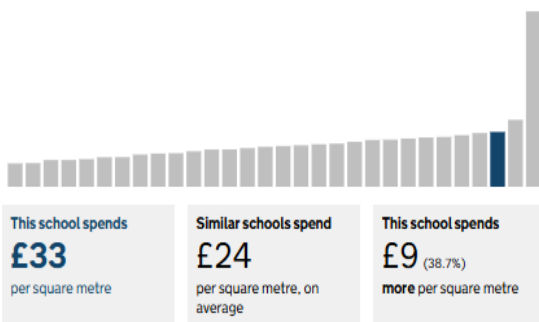 This school spends
£33
per square metre
Similar schools spend
£24
per square metre, on
average
This school spends
£9 (38.7%)
more per square metre